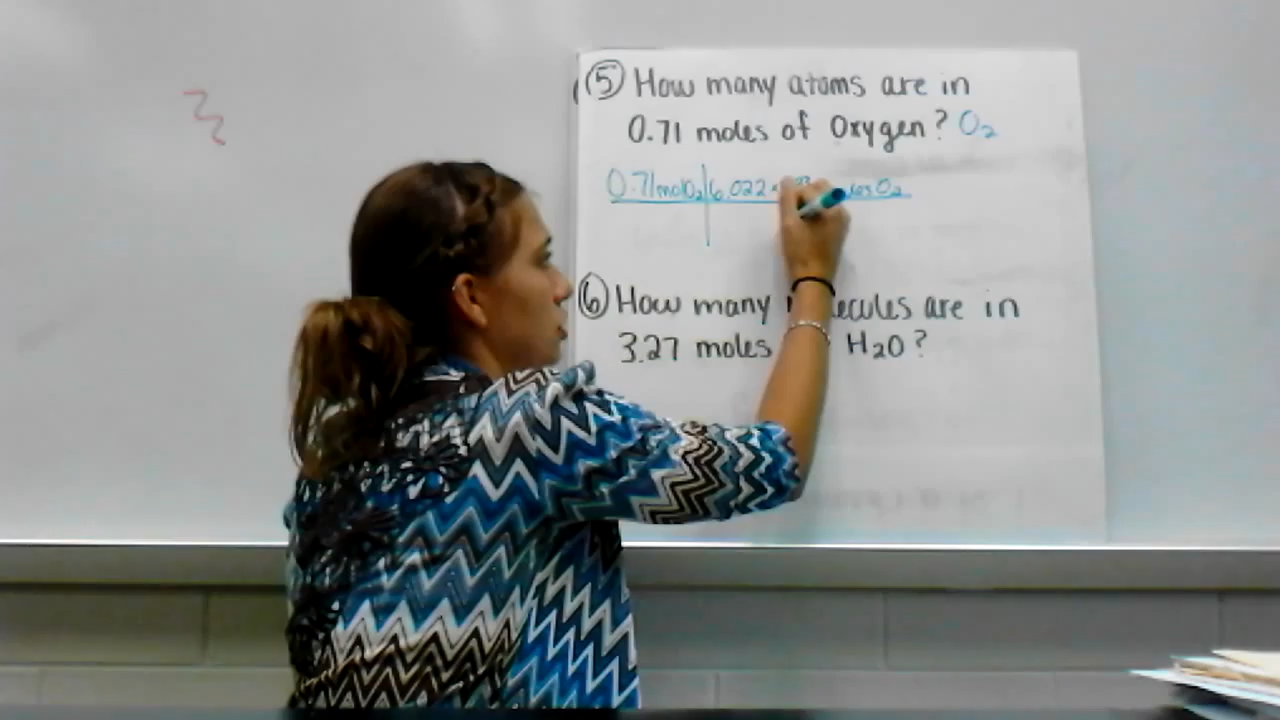 ⑤ How many atoms are in
0.71 moles of Oxygen? O₂
0.71 mol O₂ | 6.022 O₂
⑥ How many are in
3.27 moles H₂O?